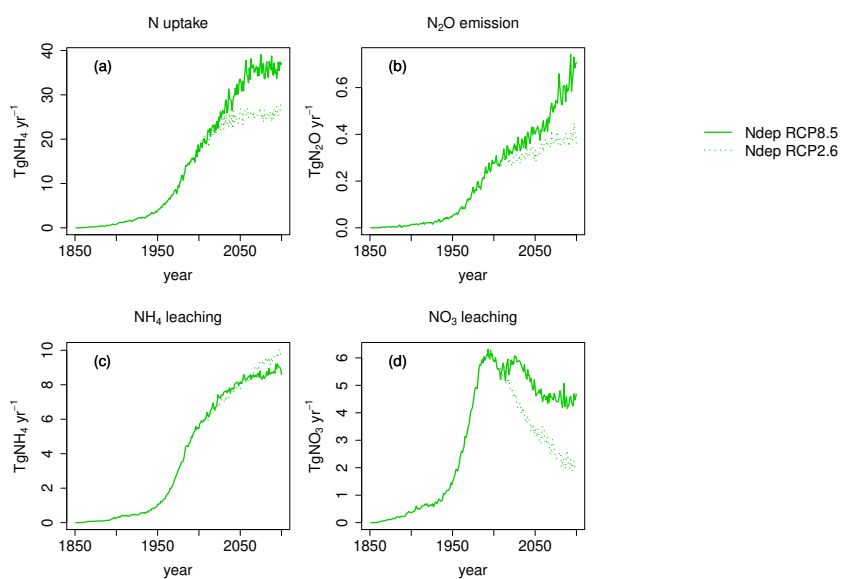 N uptake
(a)
TgNH₄ yr⁻¹
0 10 20 30 40
1850 1950 2050
year
N₂O emission
(b)
TgN₂O yr⁻¹
0.0 0.2 0.4 0.6
1850 1950 2050
year
Ndep RCP8.5
Ndep RCP2.6
NH₄ leaching
(c)
TgNH₄ yr⁻¹
0 2 4 6 8 10
1850 1950 2050
year
NO₃ leaching
(d)
TgNO₃ yr⁻¹
0 1 2 3 4 5 6
1850 1950 2050
year